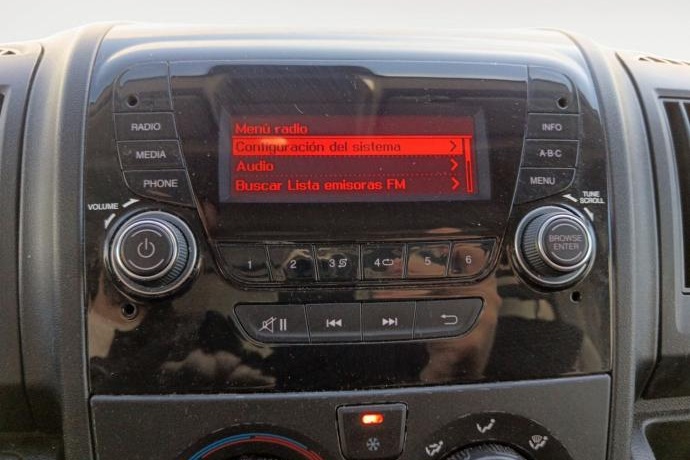 RADIO
MEDIA
PHONE
VOLUME
Menú radio
Configuración del sistema
Audio
Buscar Lista emisoras FM
INFO
A-B-C
MENU
TUNE
SCROLL
BROWSE
ENTER
1 2 3 4 5 6